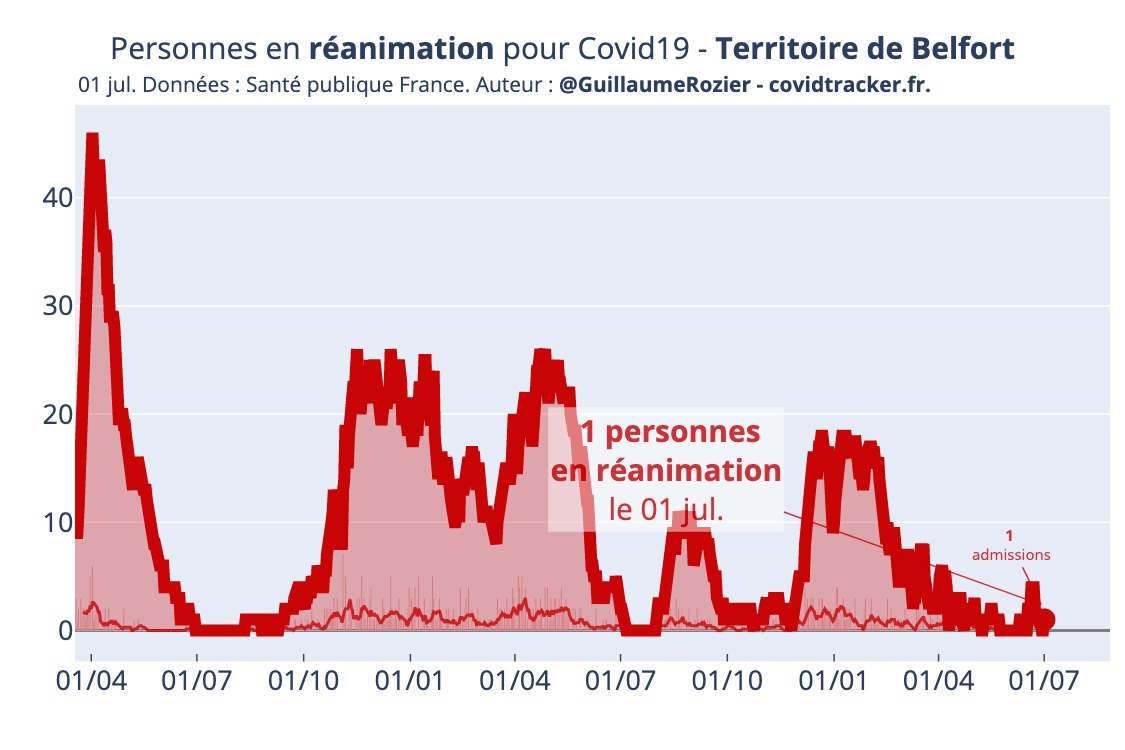 Personnes en réanimation pour Covid19 - Territoire de Belfort
01 jul. Données : Santé publique France. Auteur : @GuillaumeRozier - covidtracker.fr.
40
30
20
10
0
1 personnes
en réanimation
le 01 jul.
1
admissions
01/04 01/07 01/10 01/01 01/04 01/07 01/10 01/01 01/04 01/07